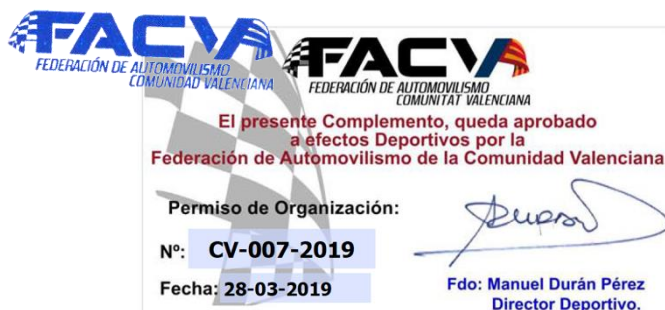 FACV
FEDERACIÓN DE AUTOMOVILISMO
COMUNIDAD VALENCIANA
FACV
FEDERACIÓN DE AUTOMOVILISMO
COMUNITAT VALENCIANA
El presente Complemento, queda aprobado
a efectos Deportivos por la
Federación de Automovilismo de la Comunidad Valenciana
Permiso de Organización:
Nº: CV-007-2019
Fecha: 28-03-2019
Fdo: Manuel Durán Pérez
Director Deportivo.